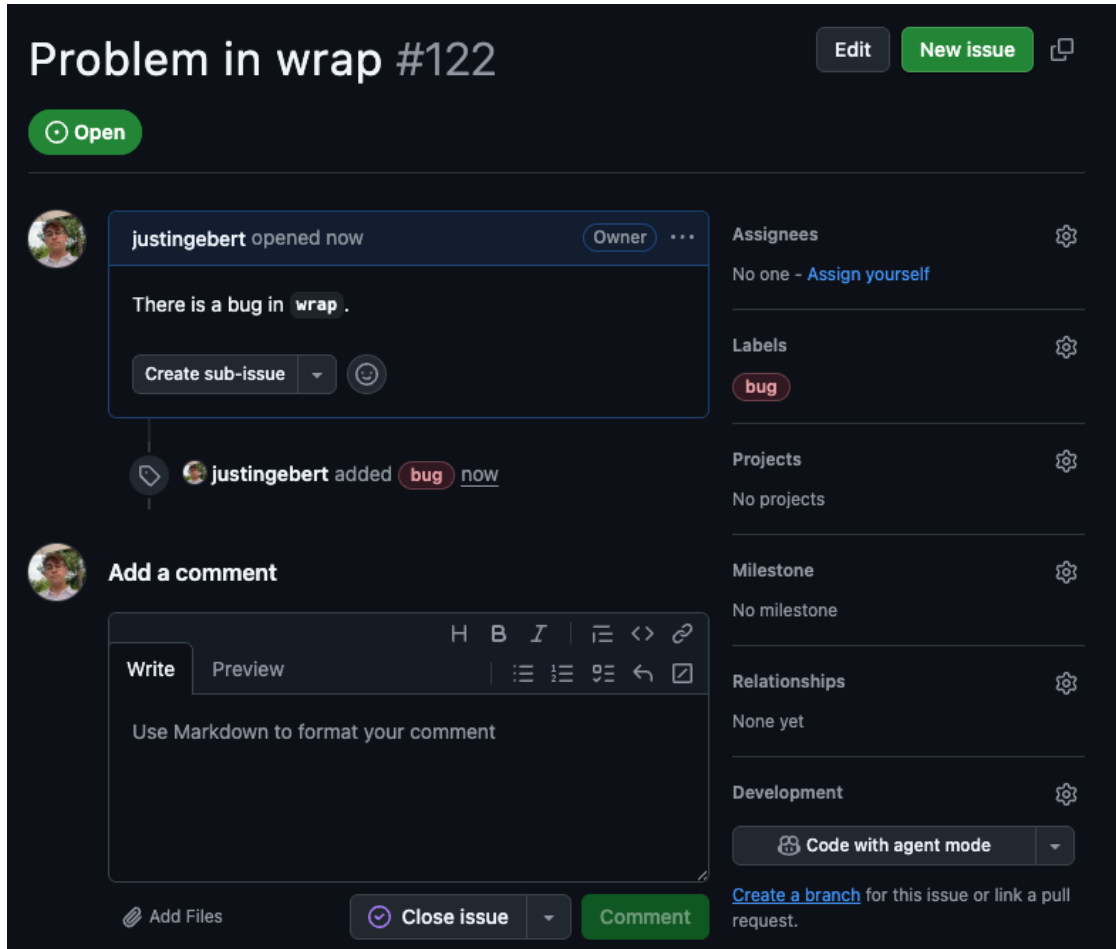 Problem in wrap #122
Edit
New issue
Open
justingebert opened now
Owner
There is a bug in wrap.
Create sub-issue
justingebert added bug now
Add a comment
Write
Preview
H B I
Use Markdown to format your comment
Add Files
Close issue
Comment
Assignees
No one - Assign yourself
Labels
bug
Projects
No projects
Milestone
No milestone
Relationships
None yet
Development
Code with agent mode
Create a branch for this issue or link a pull
request.